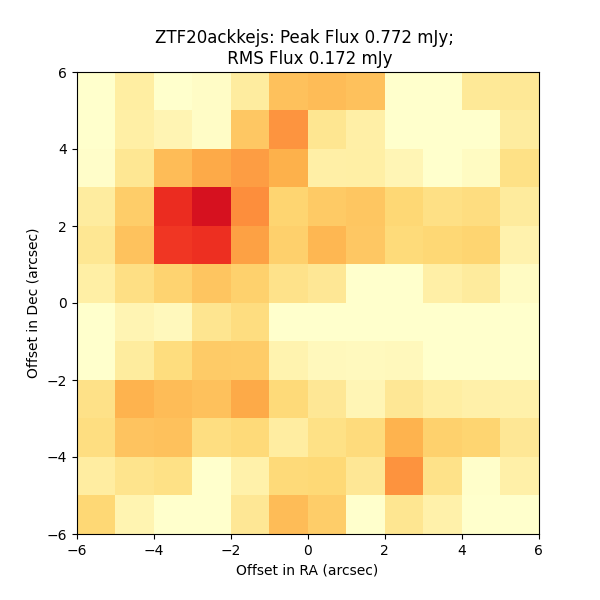 ZTF20ackkejs: Peak Flux 0.772 mJy;
RMS Flux 0.172 mJy
6
4
2
0
−2
−4
−6
Offset in Dec (arcsec)
−6 −4 −2 0 2 4 6
Offset in RA (arcsec)